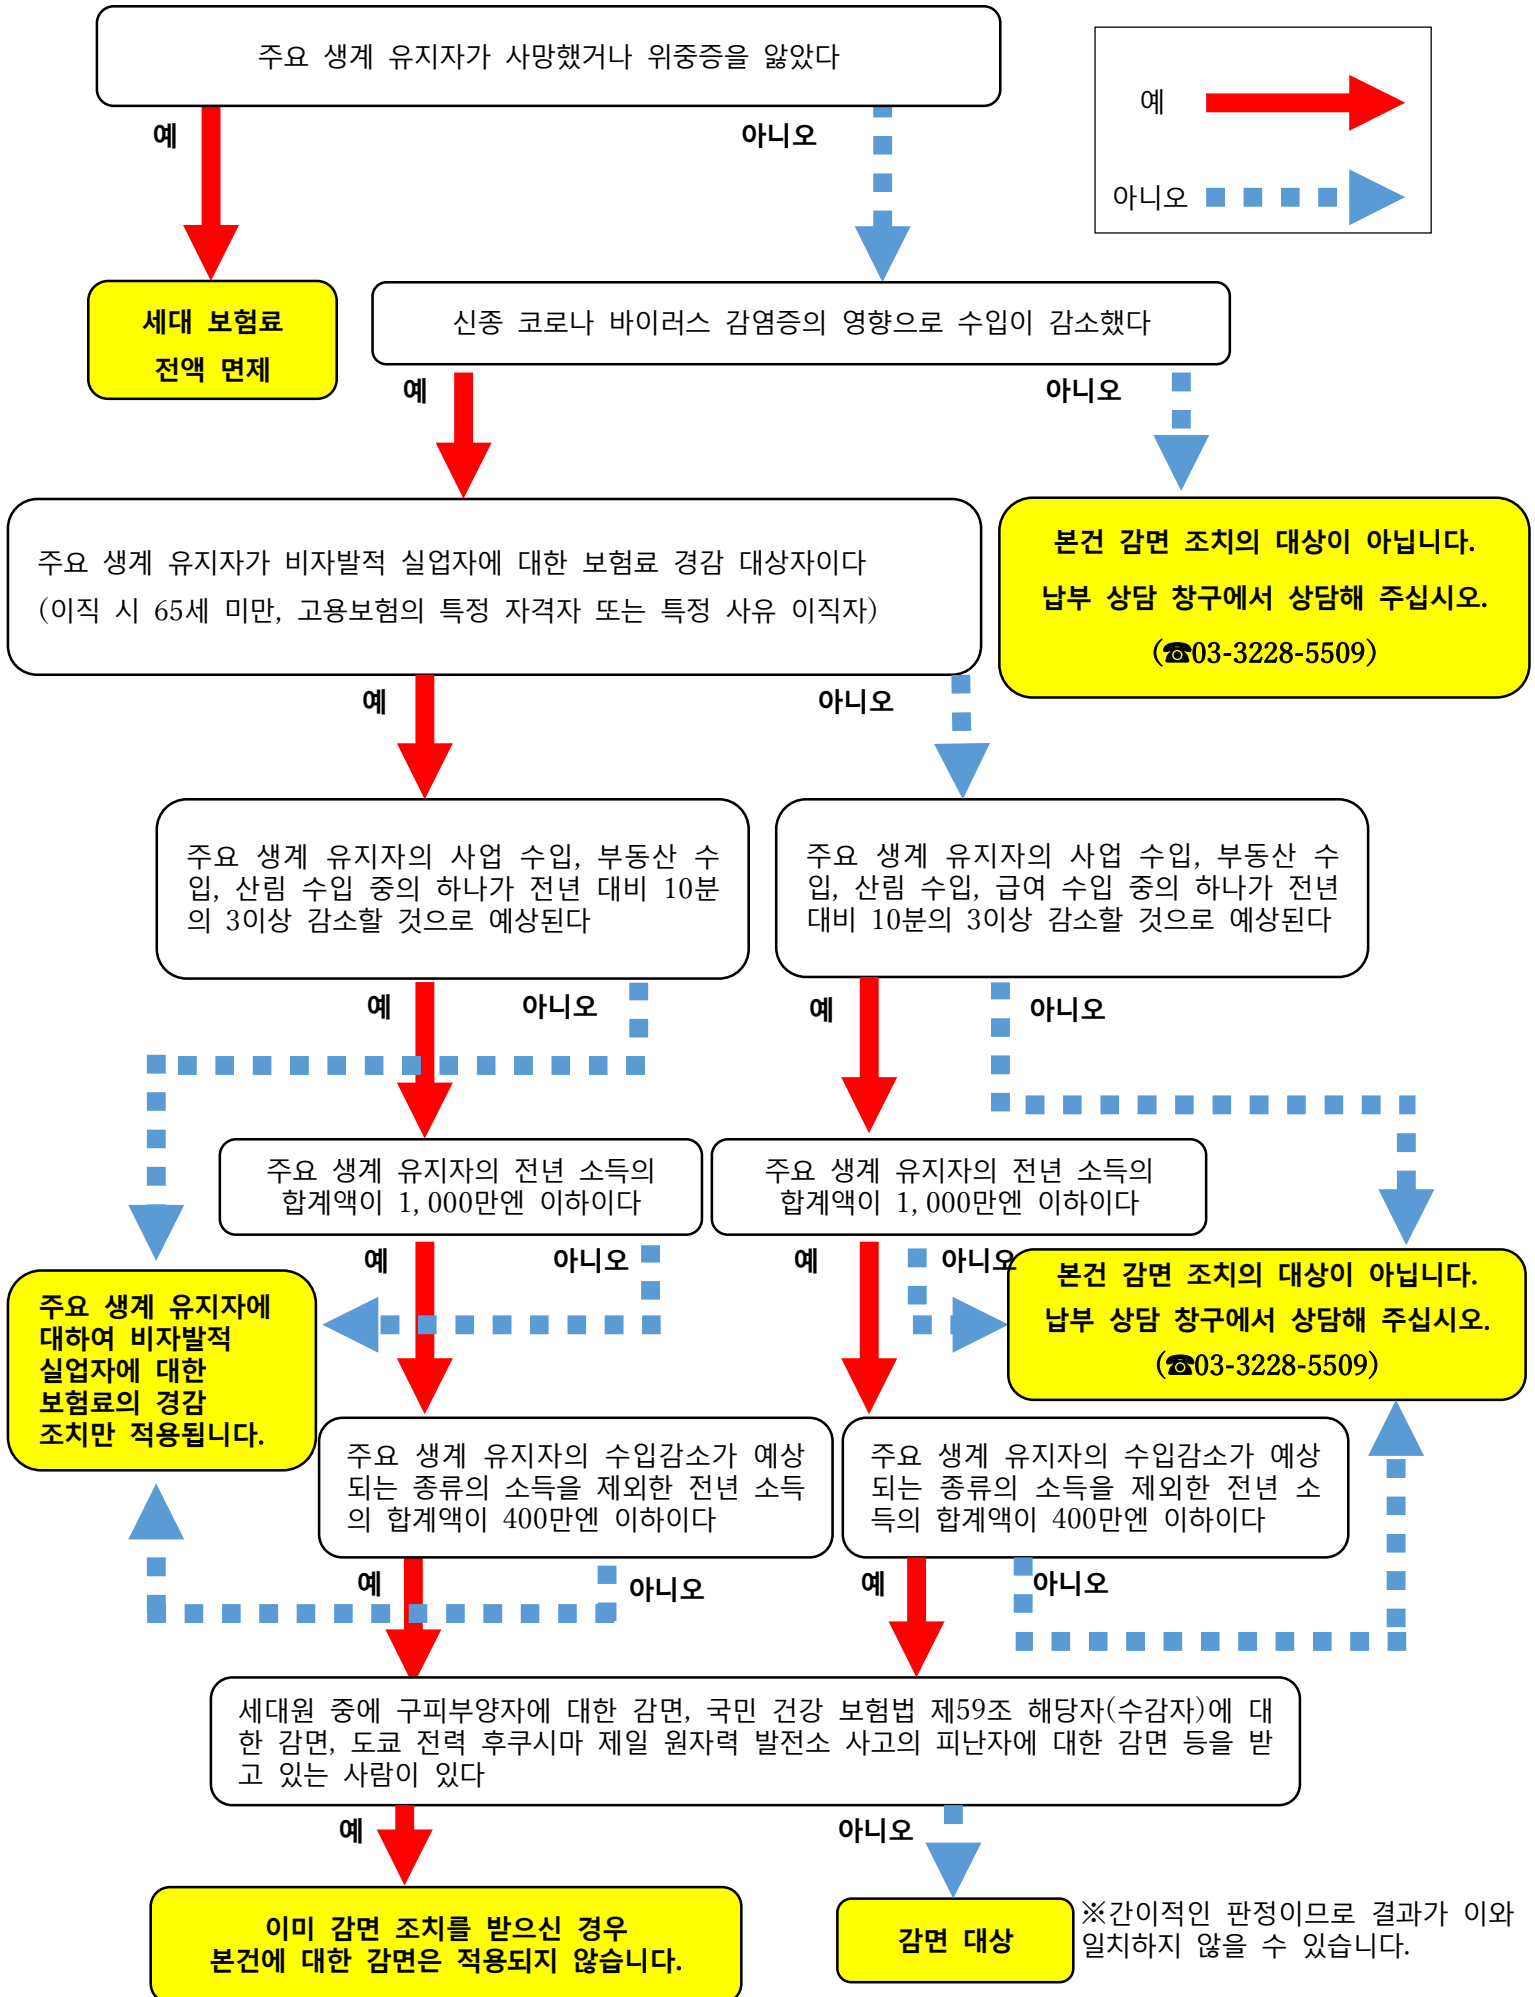 주요 생계 유지자가 사망했거나 위중증을 앓았다
예
아니오
예
아니오
세대 보험료
전액 면제
신종 코로나 바이러스 감염증의 영향으로 수입이 감소했다
예
아니오
주요 생계 유지자가 비자발적 실업자에 대한 보험료 경감 대상자이다
(이직 시 65세 미만, 고용보험의 특정 자격자 또는 특정 사유 이직자)
본건 감면 조치의 대상이 아닙니다.
납부 상담 창구에서 상담해 주십시오.
(☎03-3228-5509)
예
아니오
주요 생계 유지자의 사업 수입, 부동산 수
입, 산림 수입 중의 하나가 전년 대비 10분
의 3이상 감소할 것으로 예상된다
주요 생계 유지자의 사업 수입, 부동산 수
입, 산림 수입, 급여 수입 중의 하나가 전년
대비 10분의 3이상 감소할 것으로 예상된다
예
아니오
예
아니오
주요 생계 유지자의 전년 소득의
합계액이 1,000만엔 이하이다
주요 생계 유지자의 전년 소득의
합계액이 1,000만엔 이하이다
예
아니오
예
아니오
주요 생계 유지자에
대하여 비자발적
실업자에 대한
보험료의 경감
조치만 적용됩니다.
본건 감면 조치의 대상이 아닙니다.
납부 상담 창구에서 상담해 주십시오.
(☎03-3228-5509)
주요 생계 유지자의 수입감소가 예상
되는 종류의 소득을 제외한 전년 소득
의 합계액이 400만엔 이하이다
주요 생계 유지자의 수입감소가 예상
되는 종류의 소득을 제외한 전년 소
득의 합계액이 400만엔 이하이다
예
아니오
예
아니오
세대원 중에 구피부양자에 대한 감면, 국민 건강 보험법 제59조 해당자(수감자)에 대
한 감면, 도쿄 전력 후쿠시마 제일 원자력 발전소 사고의 피난자에 대한 감면 등을 받
고 있는 사람이 있다
예
아니오
이미 감면 조치를 받으신 경우
본건에 대한 감면은 적용되지 않습니다.
감면 대상
※간이적인 판정이므로 결과가 이와
일치하지 않을 수 있습니다.